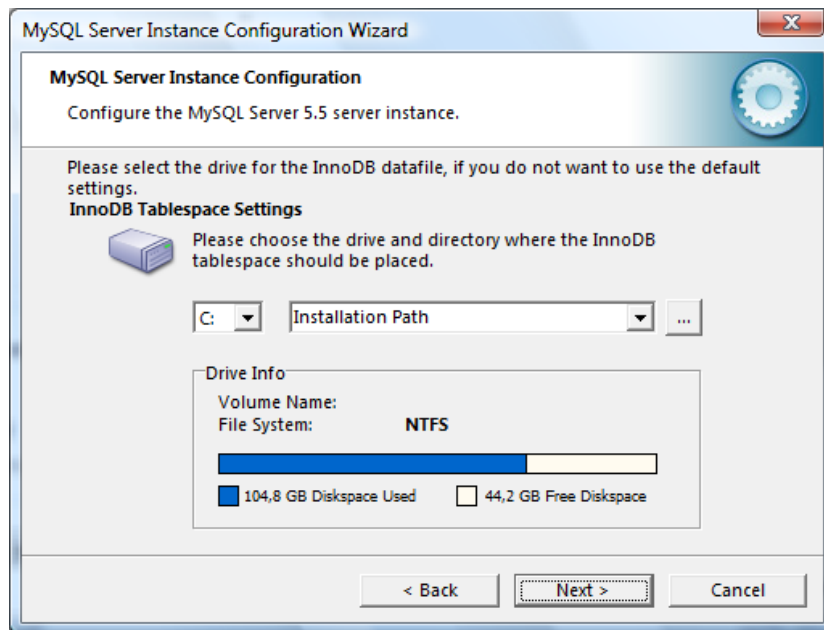 MySQL Server Instance Configuration Wizard
MySQL Server Instance Configuration
Configure the MySQL Server 5.5 server instance.
Please select the drive for the InnoDB datafile, if you do not want to use the default
settings.
InnoDB Tablespace Settings
Please choose the drive and directory where the InnoDB
tablespace should be placed.
C: Installation Path ...
Drive Info
Volume Name:
File System: NTFS
104,8 GB Diskspace Used 44,2 GB Free Diskspace
< Back Next > Cancel